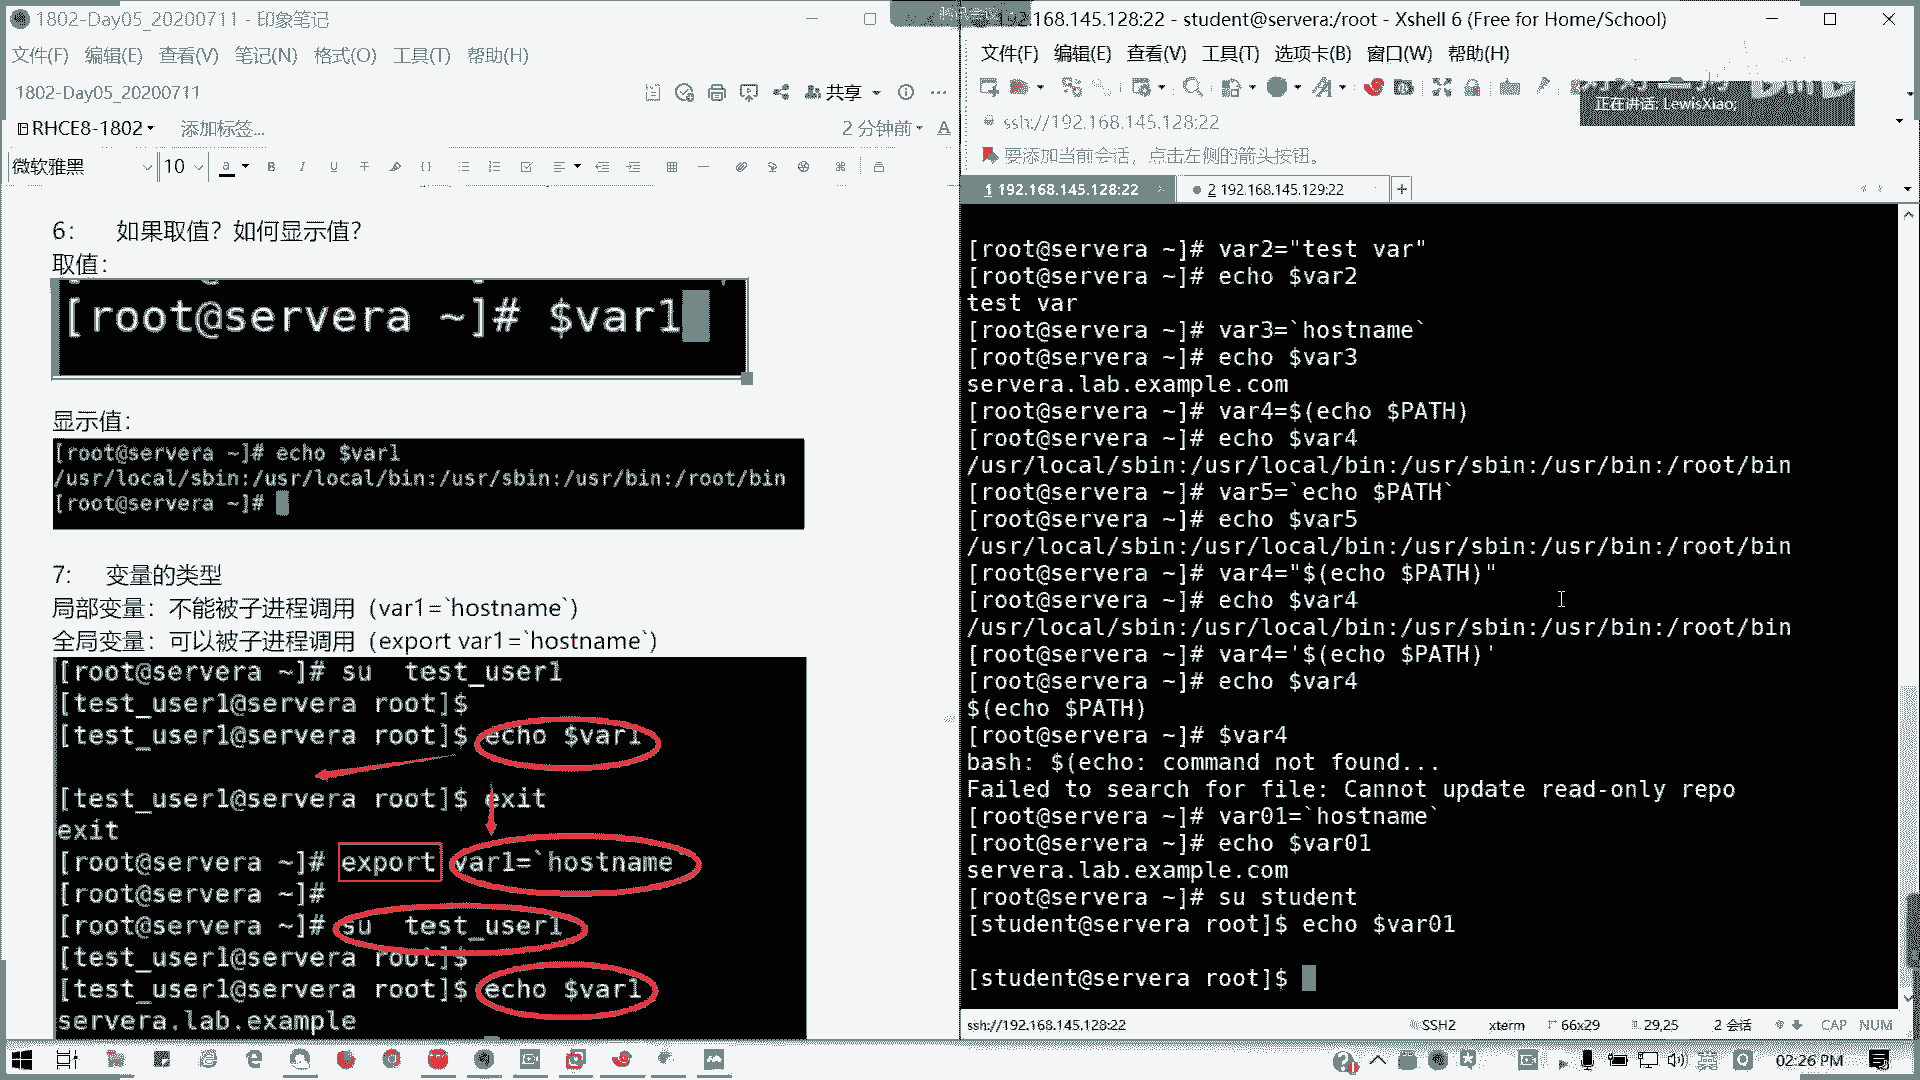 1802-Day05_20200711 - 印象笔记
文件(F) 编辑(E) 查看(V) 笔记(N) 格式(O) 工具(T) 帮助(H)
1802-Day05_20200711
共享
RHCE8-1802
添加标签...
2 分钟前
微软雅黑
10
6： 如果取值？如何显示值？
取值：
[root@servera ~]# $var1
显示值：
[root@servera ~]# echo $var1
/usr/local/sbin:/usr/local/bin:/usr/sbin:/usr/bin:/root/bin
[root@servera ~]#
7: 变量的类型
局部变量：不能被子进程调用（var1=`hostname`）
全局变量：可以被子进程调用（export var1=`hostname`）
[root@servera ~]# su  test_user1
[test_user1@servera root]$
[test_user1@servera root]$ echo $var1
[test_user1@servera root]$ exit
exit
[root@servera ~]# export var1=`hostname
[root@servera ~]#
[root@servera ~]# su  test_user1
[test_user1@servera root]$
[test_user1@servera root]$ echo $var1
servera.lab.example
192.168.145.128:22 - student@servera:/root - Xshell 6 (Free for Home/School)
文件(F) 编辑(E) 查看(V) 工具(T) 选项卡(B) 窗口(W) 帮助(H)
正在讲话: LewisXiao;
ssh://192.168.145.128:22
要添加当前会话，点击左侧的箭头按钮。
1 192.168.145.128:22
2 192.168.145.129:22
[root@servera ~]# var2="test var"
[root@servera ~]# echo $var2
test var
[root@servera ~]# var3=`hostname`
[root@servera ~]# echo $var3
servera.lab.example.com
[root@servera ~]# var4=$(echo $PATH)
[root@servera ~]# echo $var4
/usr/local/sbin:/usr/local/bin:/usr/sbin:/usr/bin:/root/bin
[root@servera ~]# var5=`echo $PATH`
[root@servera ~]# echo $var5
/usr/local/sbin:/usr/local/bin:/usr/sbin:/usr/bin:/root/bin
[root@servera ~]# var4="$(echo $PATH)"
[root@servera ~]# echo $var4
/usr/local/sbin:/usr/local/bin:/usr/sbin:/usr/bin:/root/bin
[root@servera ~]# var4='$(echo $PATH)'
[root@servera ~]# echo $var4
$(echo $PATH)
[root@servera ~]# $var4
bash: $(echo: command not found...
Failed to search for file: Cannot update read-only repo
[root@servera ~]# var01=`hostname`
[root@servera ~]# echo $var01
servera.lab.example.com
[root@servera ~]# su student
[student@servera root]$ echo $var01
[student@servera root]$
ssh://192.168.145.128:22
SSH2 xterm 66x29 29,25 2 会话 CAP NUM
02:26 PM